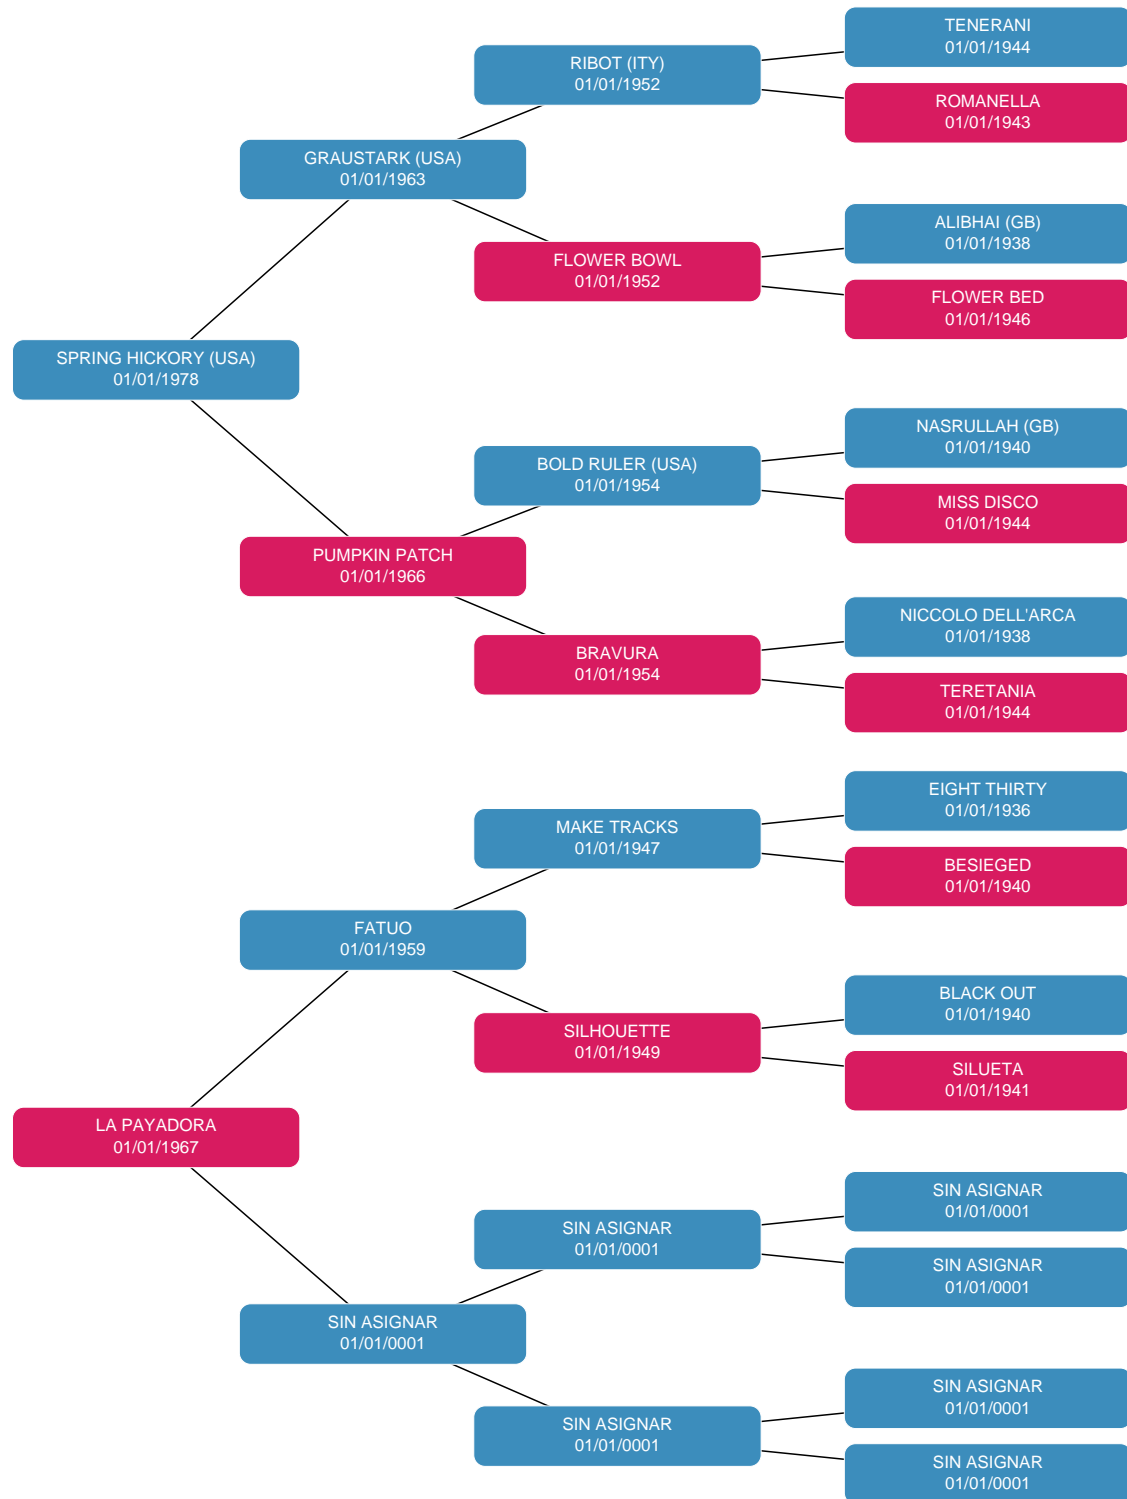 TENERANI
01/01/1944
RIBOT (ITY)
01/01/1952
ROMANELLA
01/01/1943
GRAUSTARK (USA)
01/01/1963
ALIBHAI (GB)
01/01/1938
FLOWER BOWL
01/01/1952
FLOWER BED
01/01/1946
SPRING HICKORY (USA)
01/01/1978
NASRULLAH (GB)
01/01/1940
BOLD RULER (USA)
01/01/1954
MISS DISCO
01/01/1944
PUMPKIN PATCH
01/01/1966
NICCOLO DELL'ARCA
01/01/1938
BRAVURA
01/01/1954
TERETANIA
01/01/1944
EIGHT THIRTY
01/01/1936
MAKE TRACKS
01/01/1947
BESIEGED
01/01/1940
FATUO
01/01/1959
BLACK OUT
01/01/1940
SILHOUETTE
01/01/1949
SILUETA
01/01/1941
LA PAYADORA
01/01/1967
SIN ASIGNAR
01/01/0001
SIN ASIGNAR
01/01/0001
SIN ASIGNAR
01/01/0001
SIN ASIGNAR
01/01/0001
SIN ASIGNAR
01/01/0001
SIN ASIGNAR
01/01/0001
SIN ASIGNAR
01/01/0001